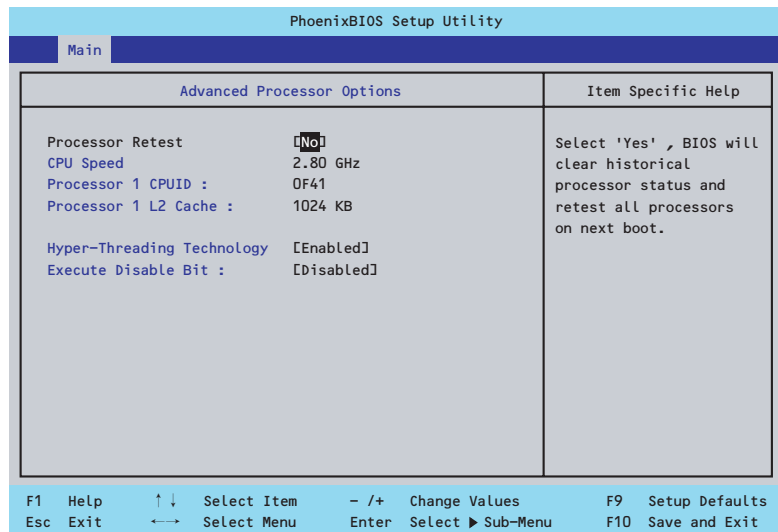 PhoenixBIOS Setup Utility
Main
Advanced Processor Options
Item Specific Help
Processor Retest [No]
CPU Speed 2.80 GHz
Processor 1 CPUID : 0F41
Processor 1 L2 Cache : 1024 KB
Hyper-Threading Technology [Enabled]
Execute Disable Bit : [Disabled]
Select 'Yes' , BIOS will
clear historical
processor status and
retest all processors
on next boot.
F1 Help ↑↓ Select Item - /+ Change Values F9 Setup Defaults
Esc Exit ←→ Select Menu Enter Select ▶ Sub-Menu F10 Save and Exit